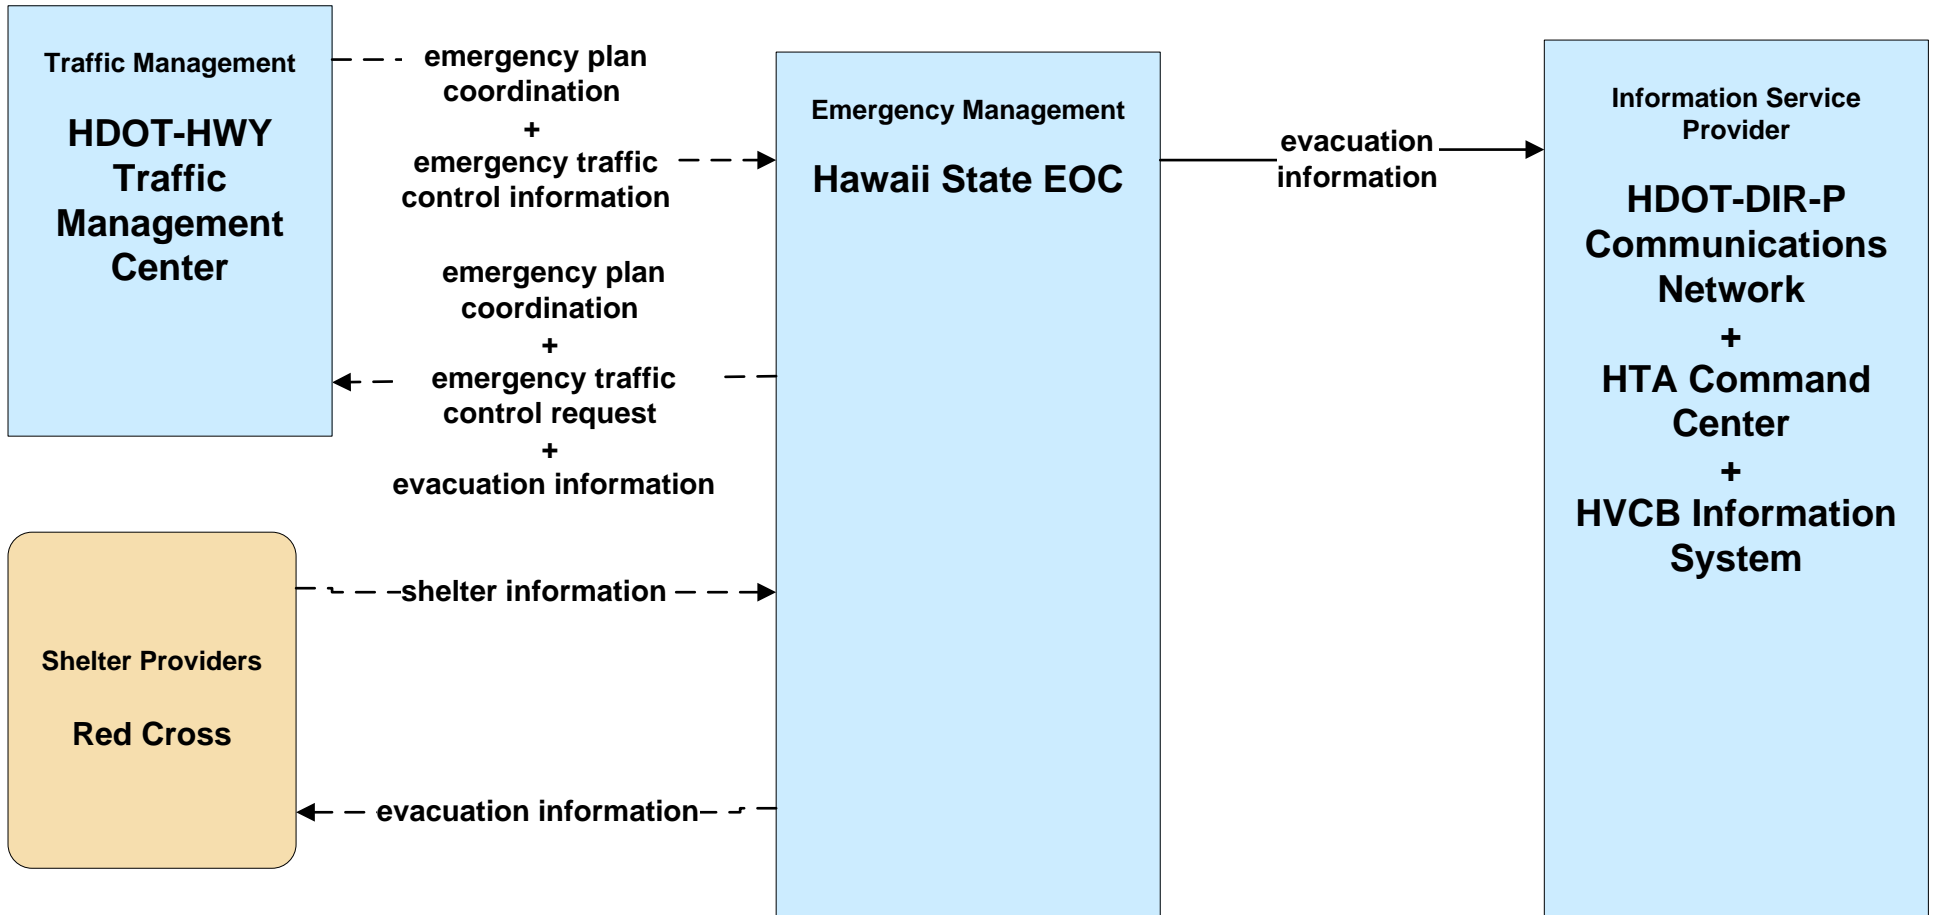 Traffic Management
HDOT-HWY
Traffic
Management
Center
emergency plan
coordination
+
emergency traffic
control information
emergency plan
coordination
+
emergency traffic
control request
+
evacuation information
Shelter Providers
Red Cross
shelter information
evacuation information
Emergency Management
Hawaii State EOC
evacuation
information
Information Service
Provider
HDOT-DIR-P
Communications
Network
+
HTA Command
Center
+
HVCB Information
System